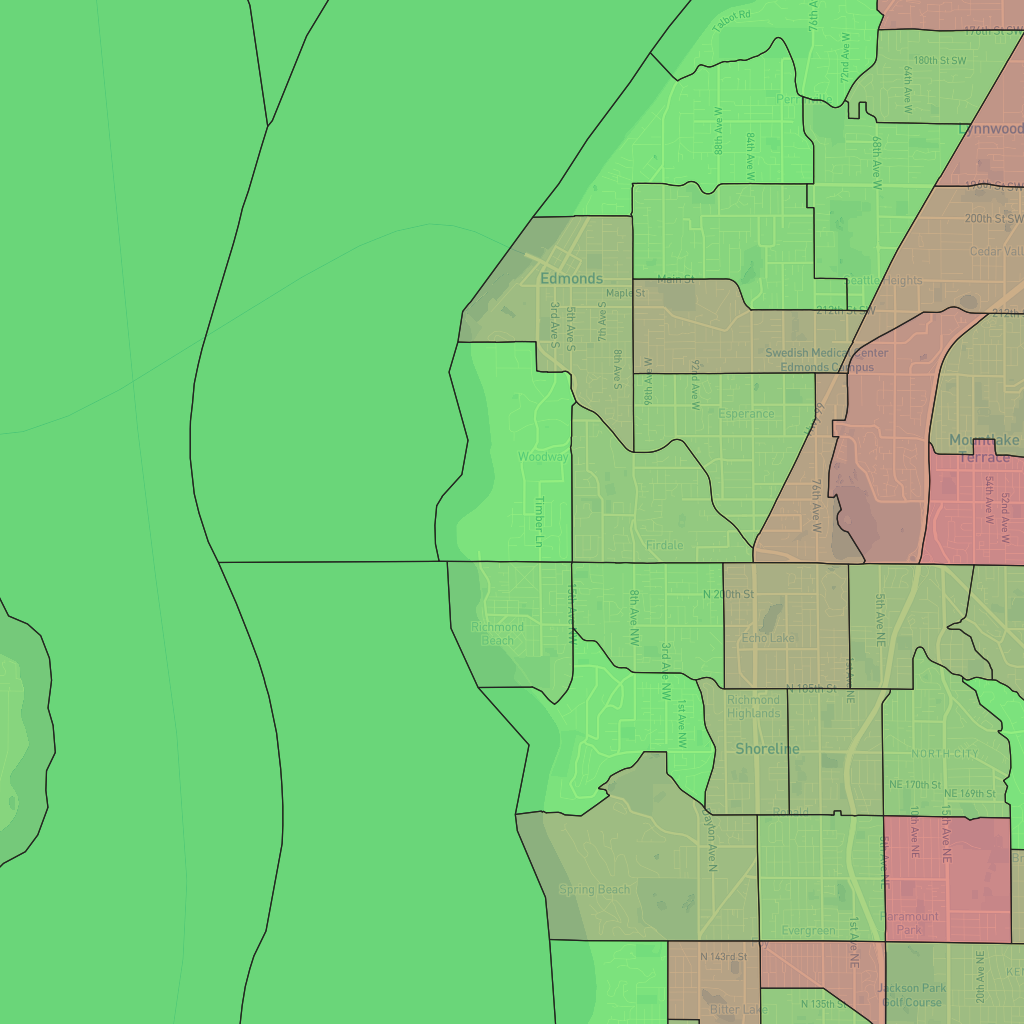 Talbot Rd
76th A
72nd Ave W
176th St SW
180th St SW
64th Ave W
Perrinville
88th Ave W
84th Ave W
68th Ave W
Lynnwood
196th St SW
200th St SW
Cedar Vall
Edmonds
Main St
Maple St
Seattle Heights
212th St SW
212th
3rd Ave S
5th Ave S
7th Ave S
8th Ave S
98th Ave W
92nd Ave W
Swedish Medical Center
Edmonds Campus
Esperance
Hwy 99
Mountlake
Terrace
Woodway
Timber Ln
76th Ave W
54th Ave W
52nd Ave W
Firdale
15th Ave NW
8th Ave NW
N 200th St
5th Ave NE
Richmond
Beach
Echo Lake
3rd Ave NW
1st Ave NE
N 185th St
Richmond
Highlands
1st Ave NW
Shoreline
NORTH CITY
NE 170th St
NE 169th St
Ronald
10th Ave NE
15th Ave NE
Dayton Ave N
5th Ave NE
Spring Beach
Paramount
Park
Evergreen
1st Ave NE
N 143rd St
20th Ave NE
Jackson Park
Golf Course
N 135th St
Bitter Lake